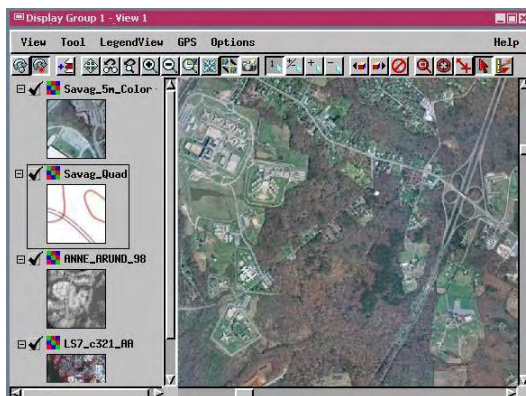 Display Group 1 - View 1
View Tool LegendView GPS Options Help
Savag_5m_Color
Savag_Quad
ANNE_ARUND_98
LS7_c321_AA